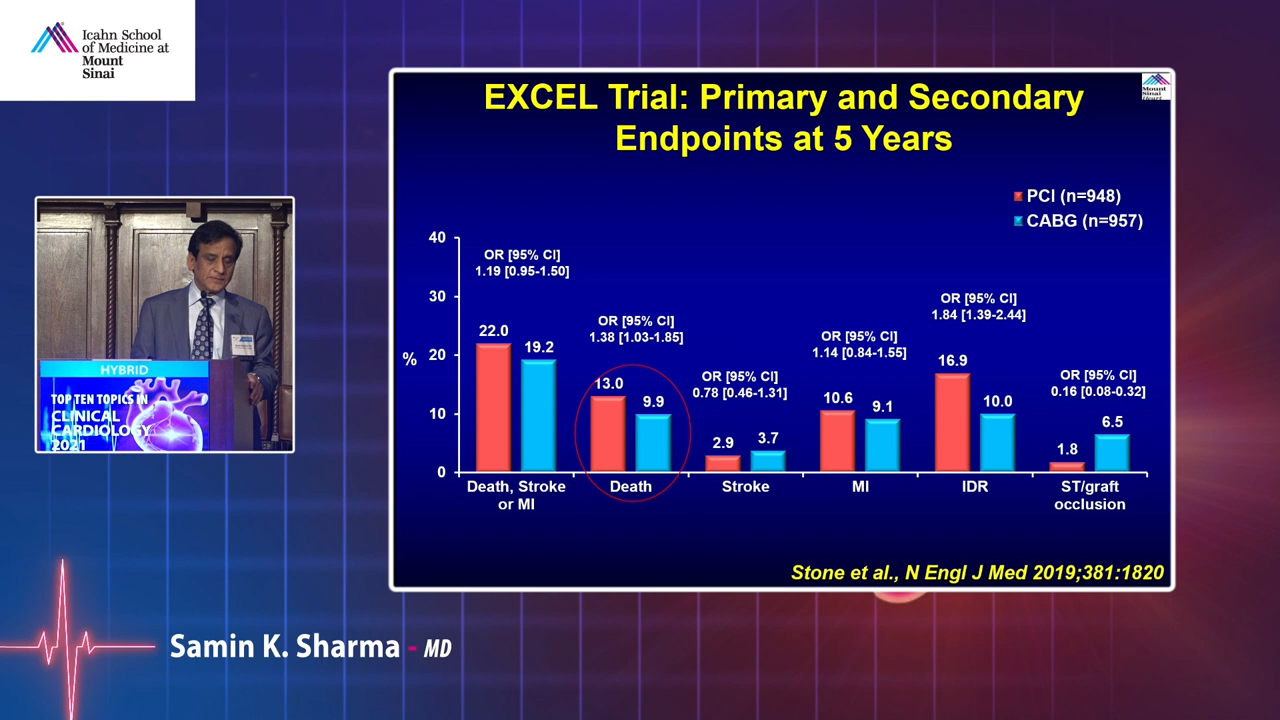 Icahn School
of Medicine at
Mount
Sinai
EXCEL Trial: Primary and Secondary
Endpoints at 5 Years
Mount
Sinai
Heart
PCI (n=948)
CABG (n=957)
%
40
30
20
10
0
OR [95% CI]
1.19 [0.95-1.50]
22.0
19.2
Death, Stroke
or MI
OR [95% CI]
1.38 [1.03-1.85]
13.0
9.9
Death
OR [95% CI]
0.78 [0.46-1.31]
2.9
3.7
Stroke
OR [95% CI]
1.14 [0.84-1.55]
10.6
9.1
MI
OR [95% CI]
1.84 [1.39-2.44]
16.9
10.0
IDR
OR [95% CI]
0.16 [0.08-0.32]
1.8
6.5
ST/graft
occlusion
Stone et al., N Engl J Med 2019;381:1820
HYBRID
TOP TEN TOPICS IN
CLINICAL
CARDIOLOGY
2021
Samin K. Sharma - MD